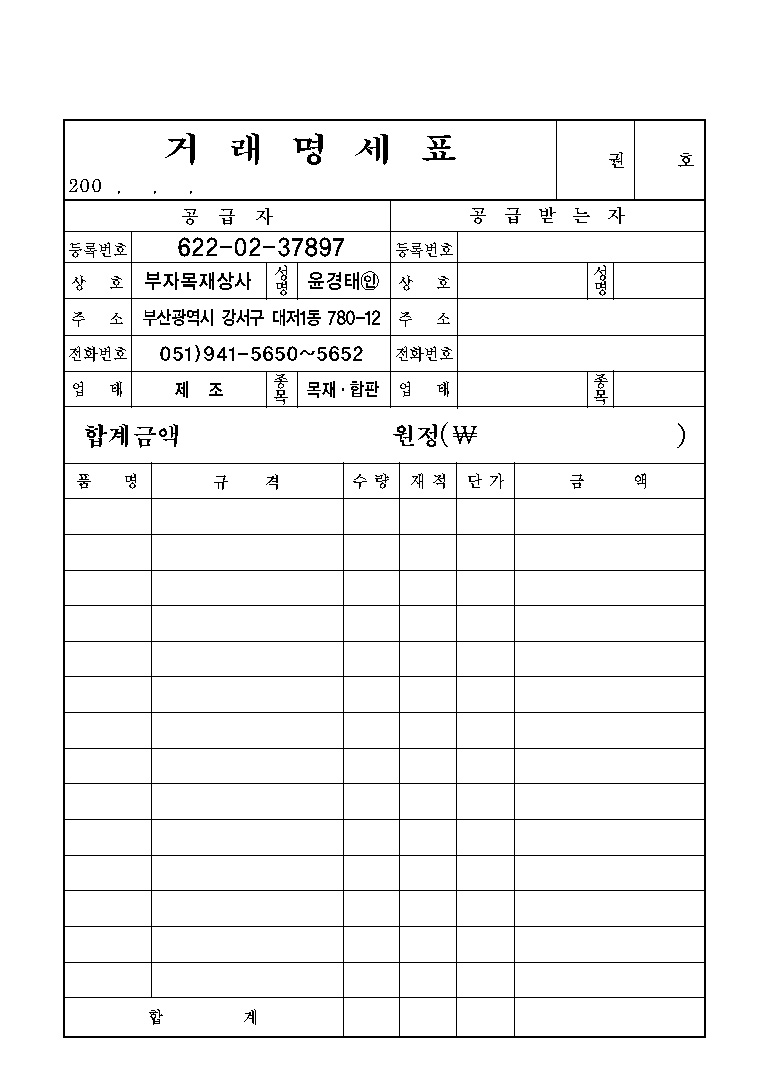 거 래 명 세 표
권 호
200 . . .
공 급 자 공 급 받 는 자
등록번호 622-02-37897 등록번호
상 호 부자목재상사 성명 윤경태㊞ 상 호 성명
주 소 부산광역시 강서구 대저1동 780-12 주 소
전화번호 051)941-5650~5652 전화번호
업 태 제 조 종목 목재·합판 업 태 종목
합계금액 원정(₩ )
품 명 규 격 수 량 재 적 단 가 금 액
합 계